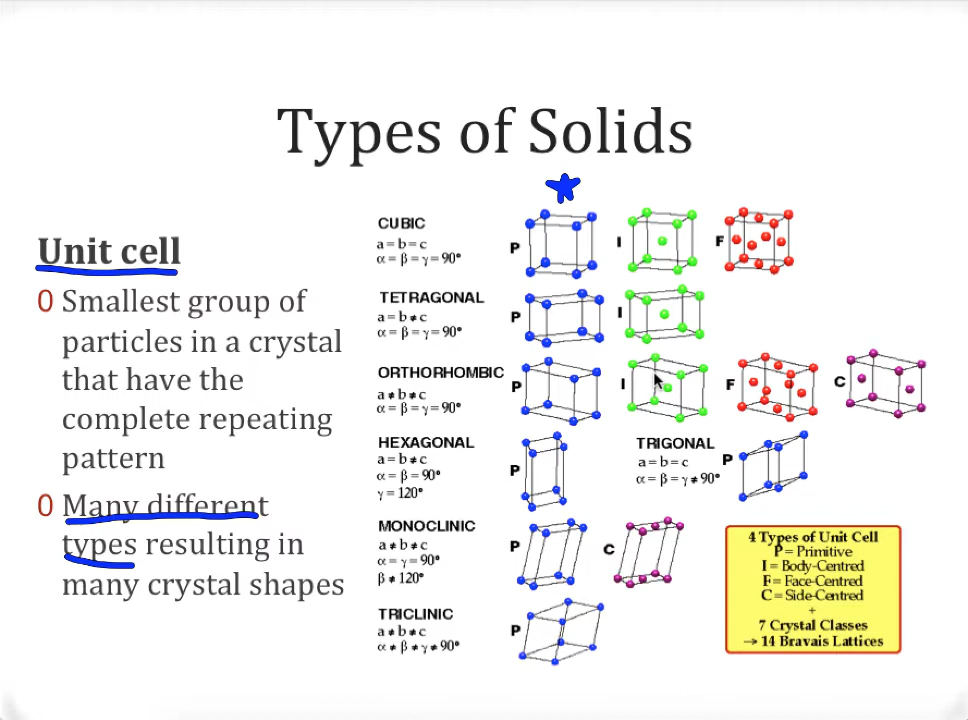 Types of Solids
Unit cell
0 Smallest group of
particles in a crystal
that have the
complete repeating
pattern
0 Many different
types resulting in
many crystal shapes
CUBIC
a = b = c
α = β = γ = 90°
P
I
F
TETRAGONAL
a = b ≠ c
α = β = γ = 90°
P
I
ORTHORHOMBIC
a ≠ b ≠ c
α = β = γ = 90°
P
I
F
C
HEXAGONAL
a = b ≠ c
α = β = 90°
γ = 120°
P
TRIGONAL
a = b = c
α = β = γ ≠ 90°
P
MONOCLINIC
a ≠ b ≠ c
α = γ = 90°
β ≠ 120°
P
C
TRICLINIC
a ≠ b ≠ c
α ≠ β ≠ γ ≠ 90°
P
4 Types of Unit Cell
P = Primitive
I = Body-Centred
F = Face-Centred
C = Side-Centred
+
7 Crystal Classes
→ 14 Bravais Lattices